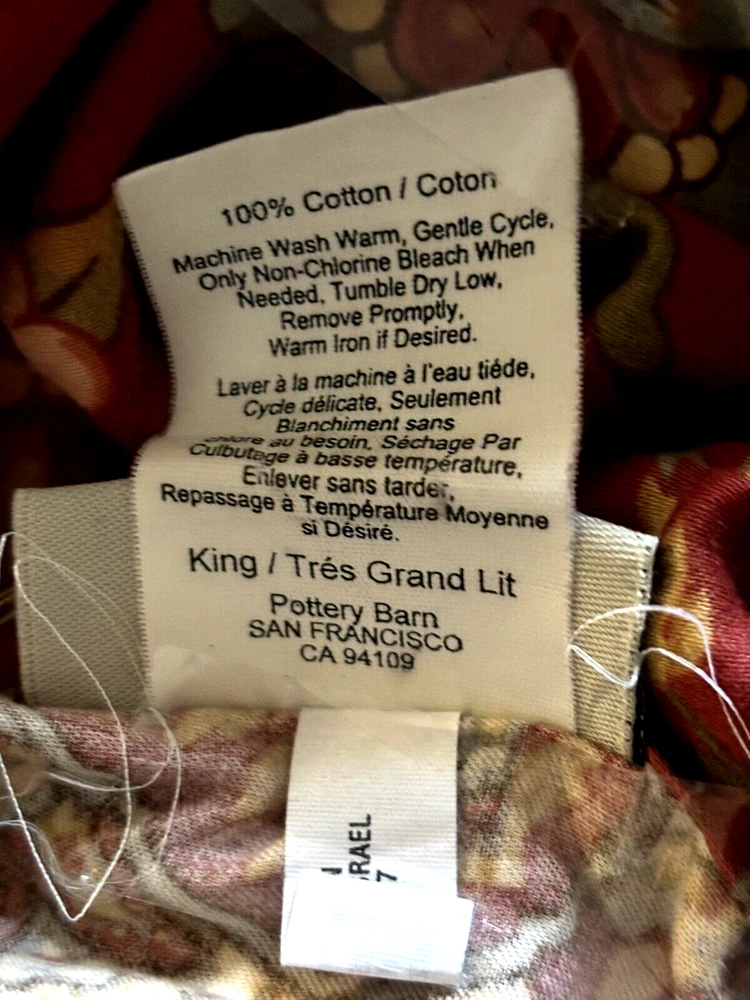 100% Cotton / Coton
Machine Wash Warm, Gentle Cycle,
Only Non-Chlorine Bleach When
Needed, Tumble Dry Low,
Remove Promptly,
Warm Iron if Desired.
Laver à la machine à l'eau tiéde,
Cycle délicate, Seulement
Blanchiment sans
chlore au besoin, Séchage Par
Culbutage à basse température,
Enlever sans tarder,
Repassage à Température Moyenne
si Désiré.
King / Trés Grand Lit
Pottery Barn
SAN FRANCISCO
CA 94109
RAEL
7